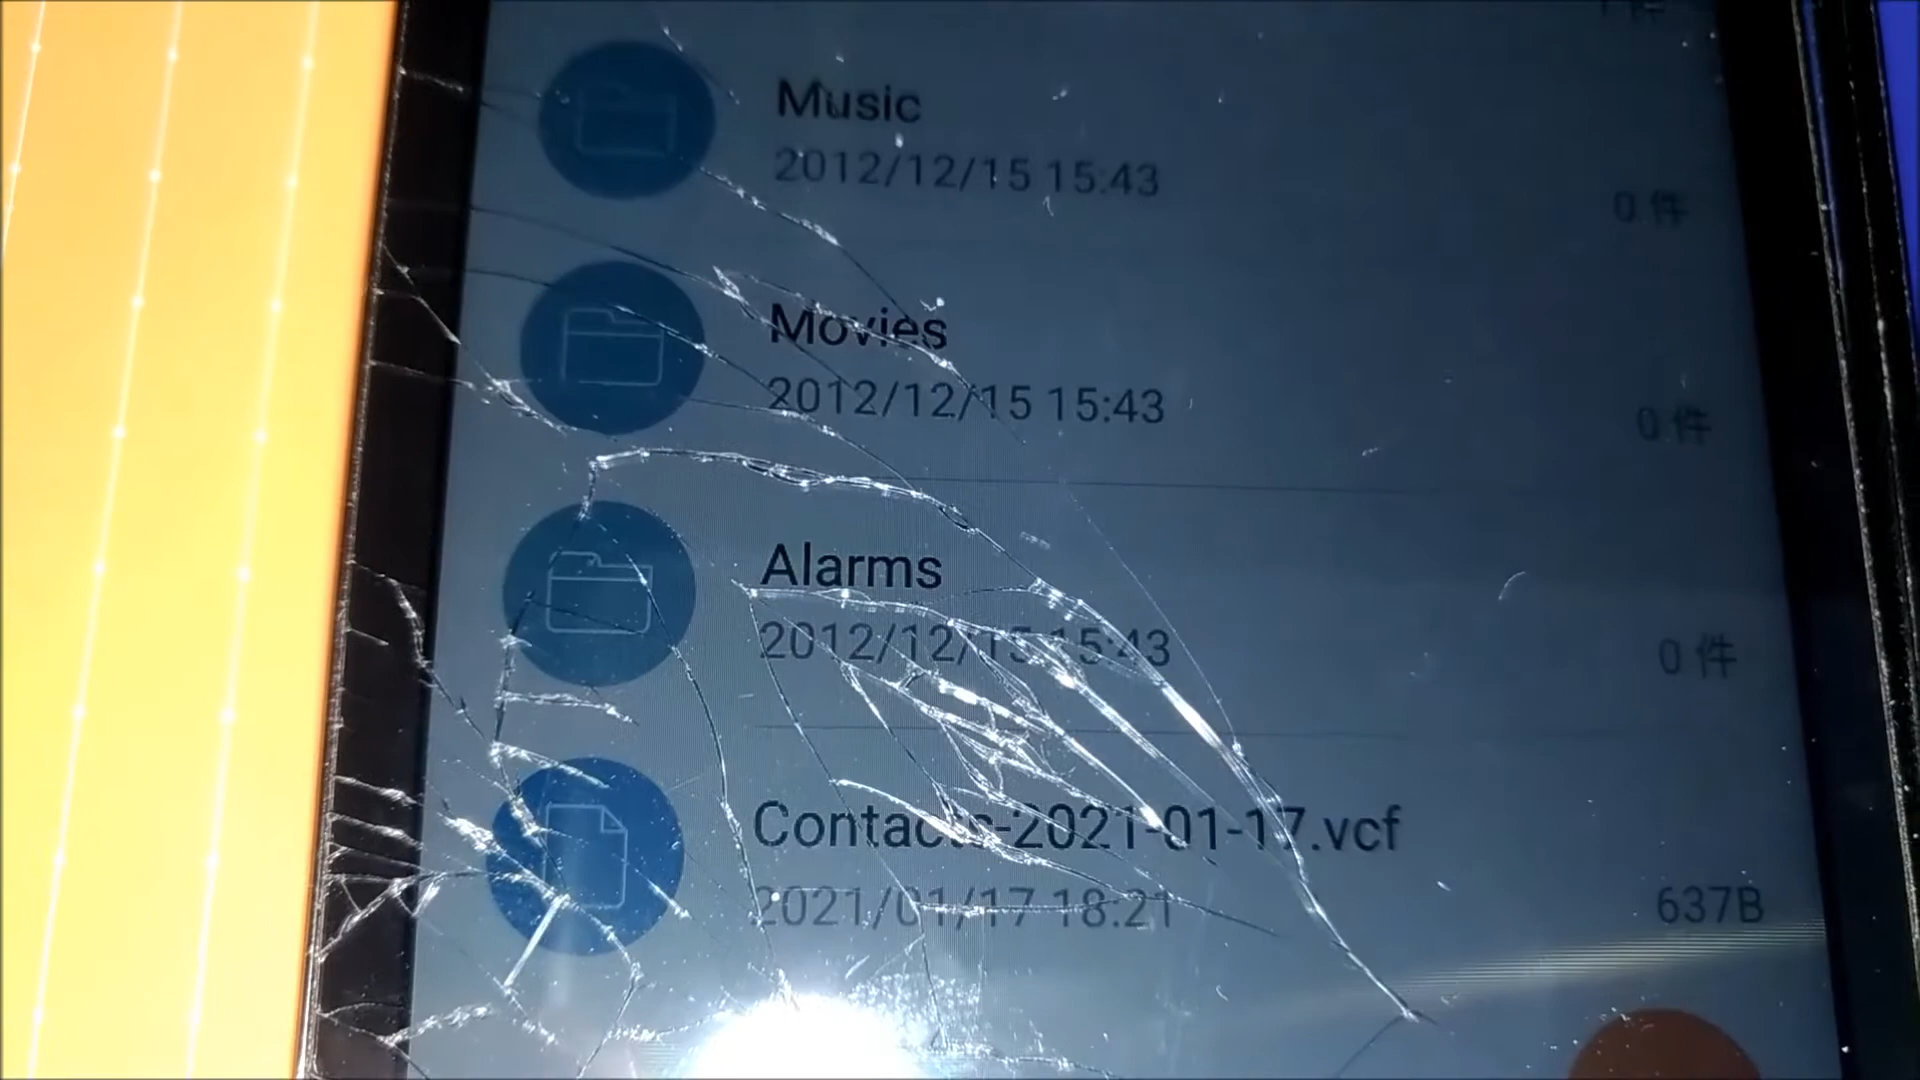 Music
2012/12/15 15:43
0 件
Movies
2012/12/15 15:43
0 件
Alarms
2012/12/15 15:43
0 件
Contacts-2021-01-17.vcf
2021/01/17 18:21
637B